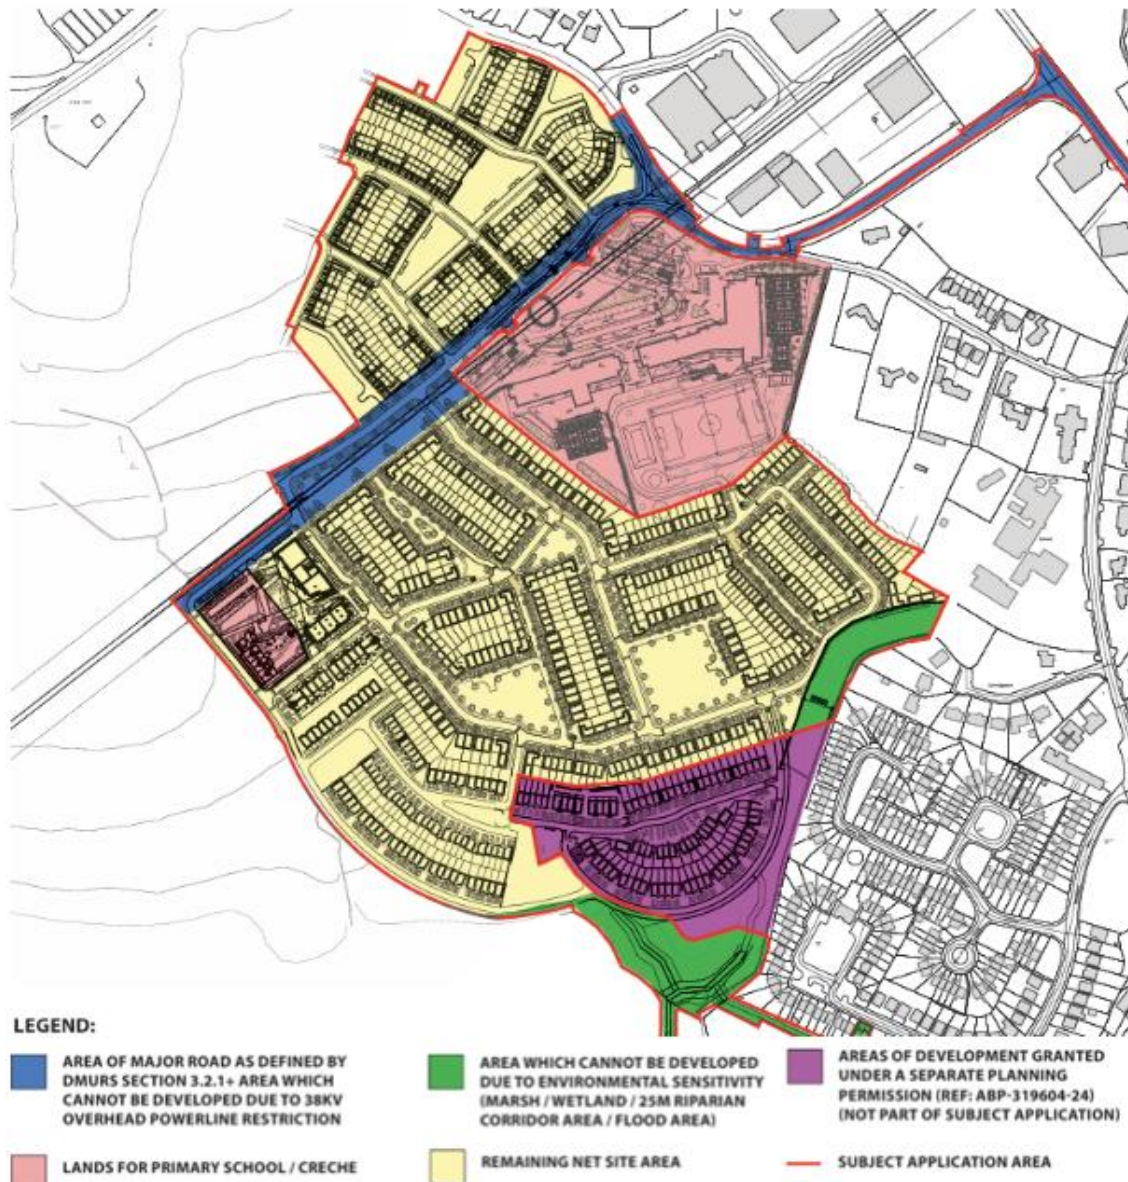 LEGEND:
AREA OF MAJOR ROAD AS DEFINED BY
DMURS SECTION 3.2.1+ AREA WHICH
CANNOT BE DEVELOPED DUE TO 38KV
OVERHEAD POWERLINE RESTRICTION
AREA WHICH CANNOT BE DEVELOPED
DUE TO ENVIRONMENTAL SENSITIVITY
(MARSH / WETLAND / 25M RIPARIAN
CORRIDOR AREA / FLOOD AREA)
AREAS OF DEVELOPMENT GRANTED
UNDER A SEPARATE PLANNING
PERMISSION (REF: ABP-319604-24)
(NOT PART OF SUBJECT APPLICATION)
LANDS FOR PRIMARY SCHOOL / CRECHE
REMAINING NET SITE AREA
SUBJECT APPLICATION AREA